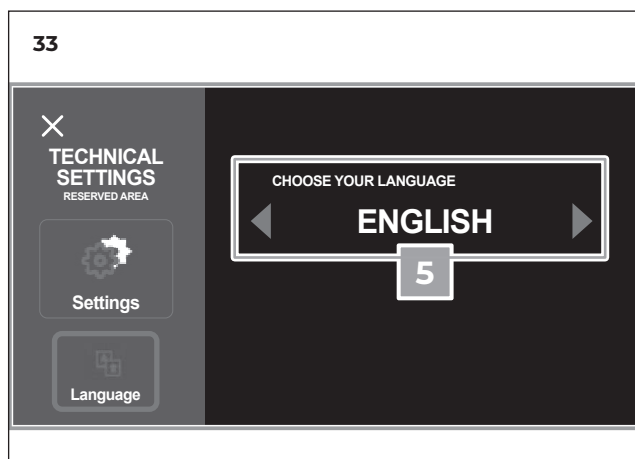 33
TECHNICAL
SETTINGS
RESERVED AREA
Settings
Language
CHOOSE YOUR LANGUAGE
ENGLISH
5